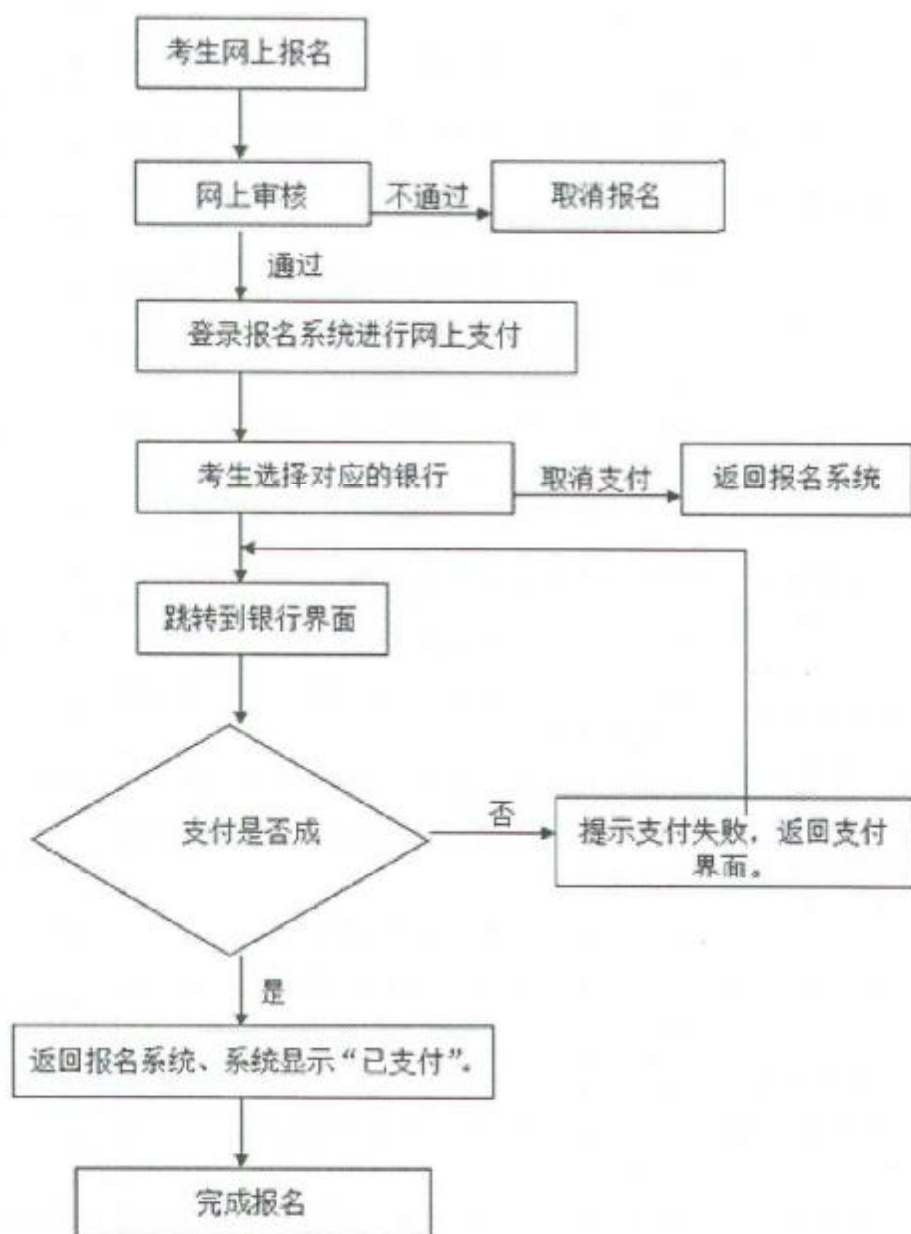 考生网上报名
网上审核
不通过
取消报名
通过
登录报名系统进行网上支付
考生选择对应的银行
取消支付
返回报名系统
跳转到银行界面
支付是否成
否
提示支付失败，返回支付
界面。
是
返回报名系统、系统显示“已支付”。
完成报名